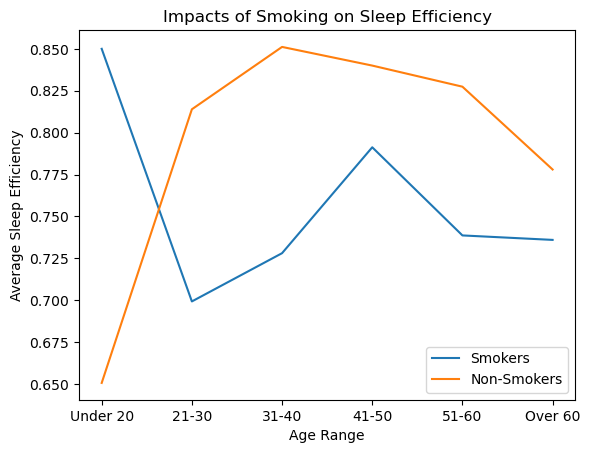 Impacts of Smoking on Sleep Efficiency
0.850
0.825
0.800
0.775
0.750
0.725
0.700
0.675
0.650
Average Sleep Efficiency
Smokers
Non-Smokers
Under 20 21-30 31-40 41-50 51-60 Over 60
Age Range